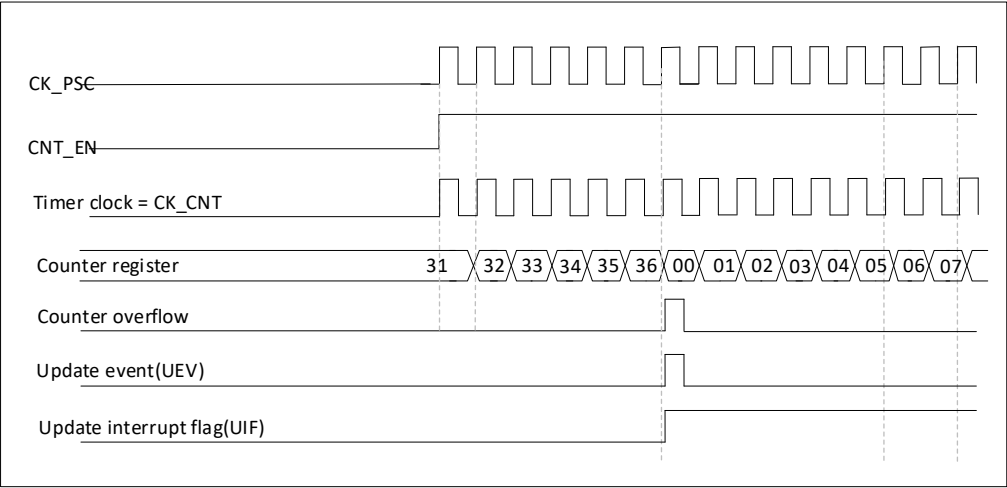 CK_PSC
CNT_EN
Timer clock = CK_CNT
Counter register 31 32 33 34 35 36 00 01 02 03 04 05 06 07
Counter overflow
Update event(UEV)
Update interrupt flag(UIF)